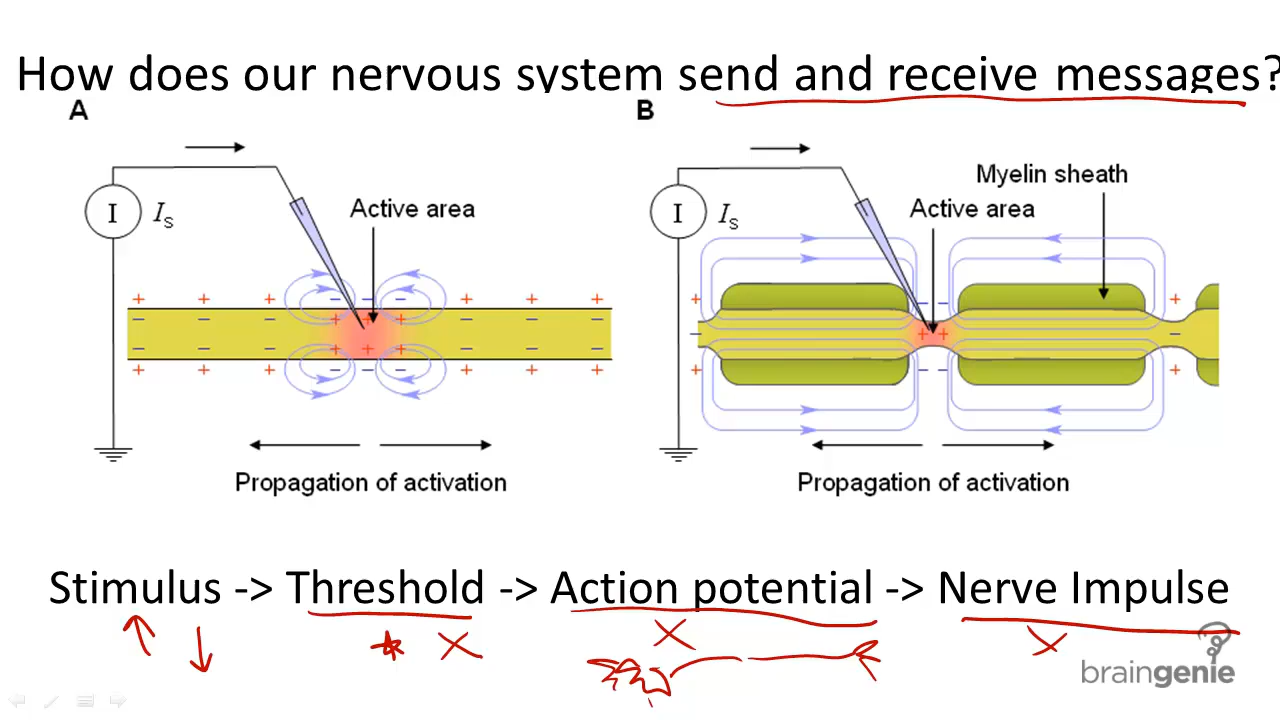 How does our nervous system send and receive messages?
A
B
I
Is
Active area
+ + + − − − + + +
− − − + + + − − −
− − − + + + − − −
+ + + − − − + + +
Propagation of activation
I
Is
Myelin sheath
Active area
+ − − +
− + + −
+ − − +
Propagation of activation
Stimulus -> Threshold -> Action potential -> Nerve Impulse
braingenie